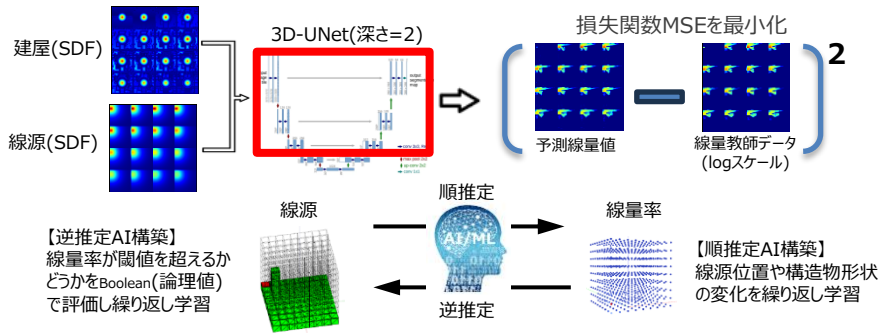 建屋(SDF)
線源(SDF)
3D-UNet(深さ=2)
損失関数MSEを最小化
2
予測線量値
線量教師データ
(logスケール)
output
segmentation
map
【逆推定AI構築】
線量率が閾値を超えるか
どうかをBoolean(論理値)
で評価し繰り返し学習
線源
順推定
AI/ML
逆推定
線量率
【順推定AI構築】
線源位置や構造物形状
の変化を繰り返し学習